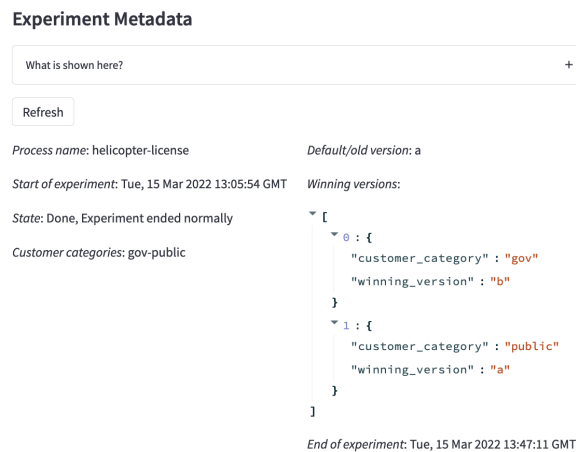 Experiment Metadata
What is shown here?
+
Refresh
Process name: helicopter-license
Start of experiment: Tue, 15 Mar 2022 13:05:54 GMT
State: Done, Experiment ended normally
Customer categories: gov-public
Default/old version: a
Winning versions:
[
0 : {
"customer_category" : "gov"
"winning_version" : "b"
}
1 : {
"customer_category" : "public"
"winning_version" : "a"
}
]
End of experiment: Tue, 15 Mar 2022 13:47:11 GMT